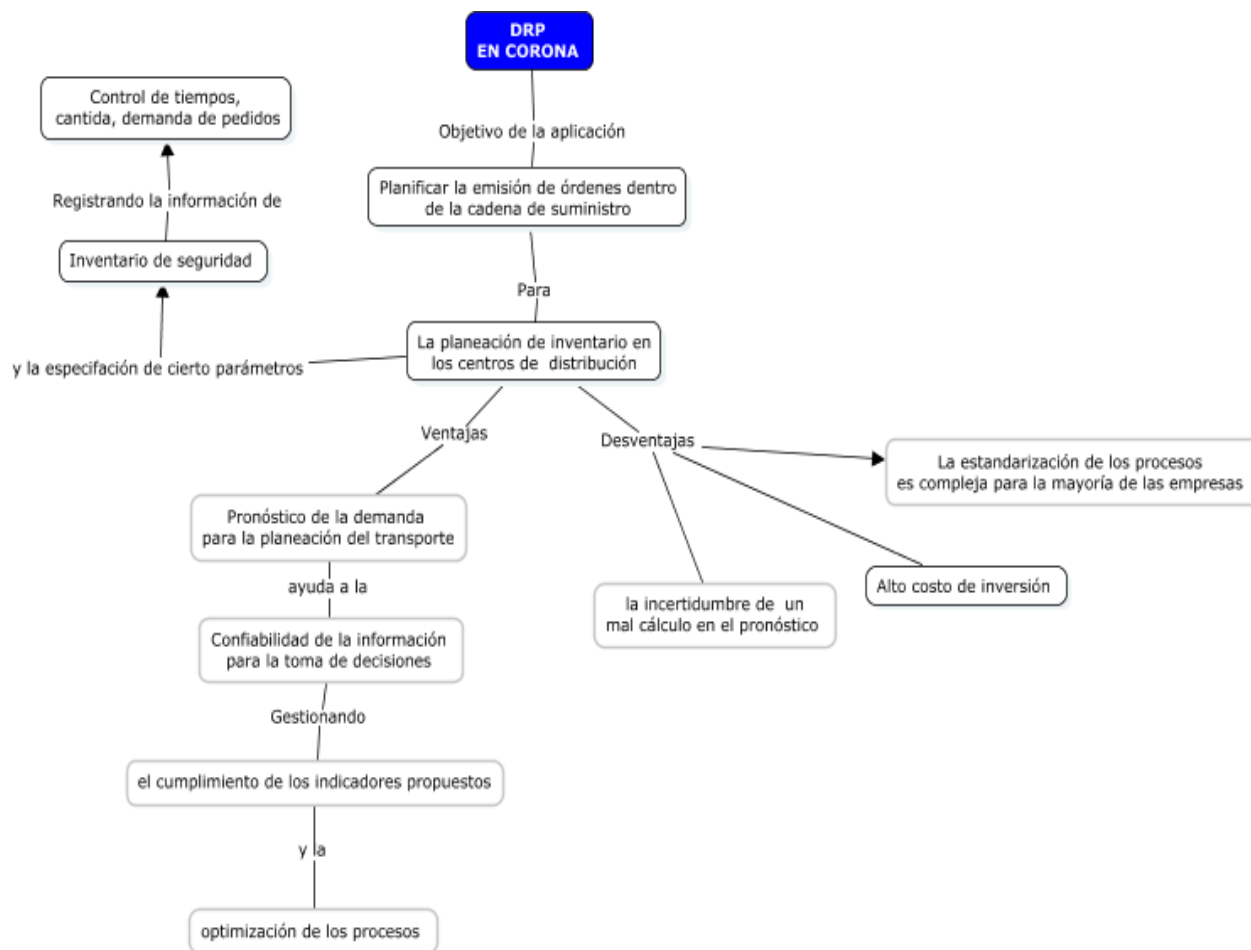 DRP
EN CORONA
Control de tiempos,
cantida, demanda de pedidos
Objetivo de la aplicación
Planificar la emisión de órdenes dentro
de la cadena de suministro
Registrando la información de
Inventario de seguridad
Para
La planeación de inventario en
los centros de distribución
y la especifación de cierto parámetros
Ventajas
Desventajas
La estandarización de los procesos
es compleja para la mayoría de las empresas
Pronóstico de la demanda
para la planeación del transporte
ayuda a la
Alto costo de inversión
la incertidumbre de un
mal cálculo en el pronóstico
Confiabilidad de la información
para la toma de decisiones
Gestionando
el cumplimiento de los indicadores propuestos
y la
optimización de los procesos